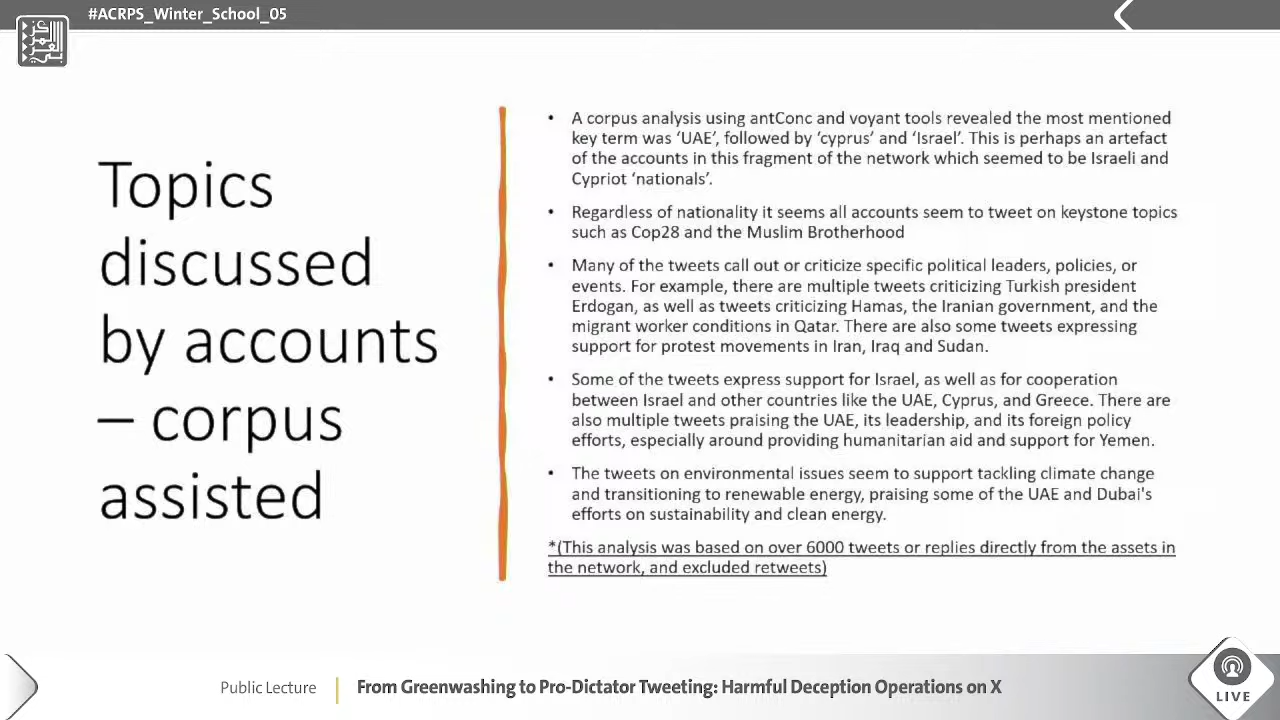 #ACRPS_Winter_School_05
Topics
discussed
by accounts
– corpus
assisted
• A corpus analysis using antConc and voyant tools revealed the most mentioned
key term was ‘UAE’, followed by ‘cyprus’ and ‘Israel’. This is perhaps an artefact
of the accounts in this fragment of the network which seemed to be Israeli and
Cypriot ‘nationals’.
• Regardless of nationality it seems all accounts seem to tweet on keystone topics
such as Cop28 and the Muslim Brotherhood
• Many of the tweets call out or criticize specific political leaders, policies, or
events. For example, there are multiple tweets criticizing Turkish president
Erdogan, as well as tweets criticizing Hamas, the Iranian government, and the
migrant worker conditions in Qatar. There are also some tweets expressing
support for protest movements in Iran, Iraq and Sudan.
• Some of the tweets express support for Israel, as well as for cooperation
between Israel and other countries like the UAE, Cyprus, and Greece. There are
also multiple tweets praising the UAE, its leadership, and its foreign policy
efforts, especially around providing humanitarian aid and support for Yemen.
• The tweets on environmental issues seem to support tackling climate change
and transitioning to renewable energy, praising some of the UAE and Dubai's
efforts on sustainability and clean energy.
*(This analysis was based on over 6000 tweets or replies directly from the assets in
the network, and excluded retweets)
Public Lecture
From Greenwashing to Pro-Dictator Tweeting: Harmful Deception Operations on X
LIVE